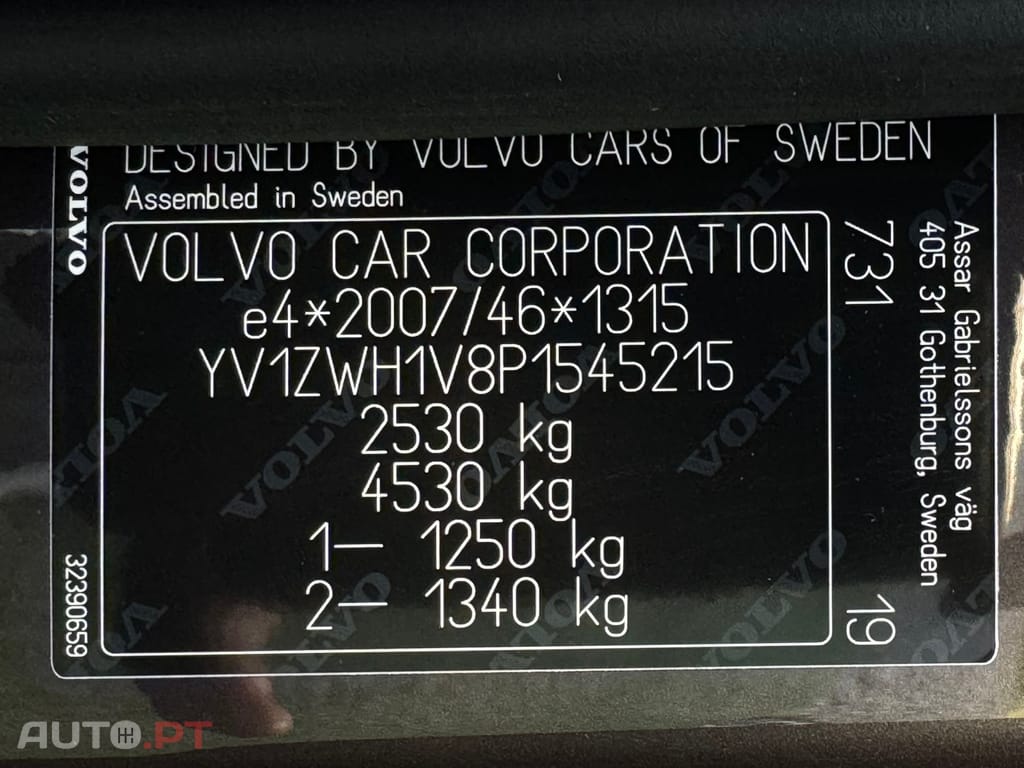 DESIGNED BY VOLVO CARS OF SWEDEN
Assembled in Sweden
VOLVO
VOLVO CAR CORPORATION
e4*2007/46*1315
YV1ZWH1V8P1545215
2530 kg
4530 kg
1– 1250 kg
2– 1340 kg
731
19
Assar Gabrielssons väg
405 31 Gothenburg, Sweden
32390659
AUTO.PT